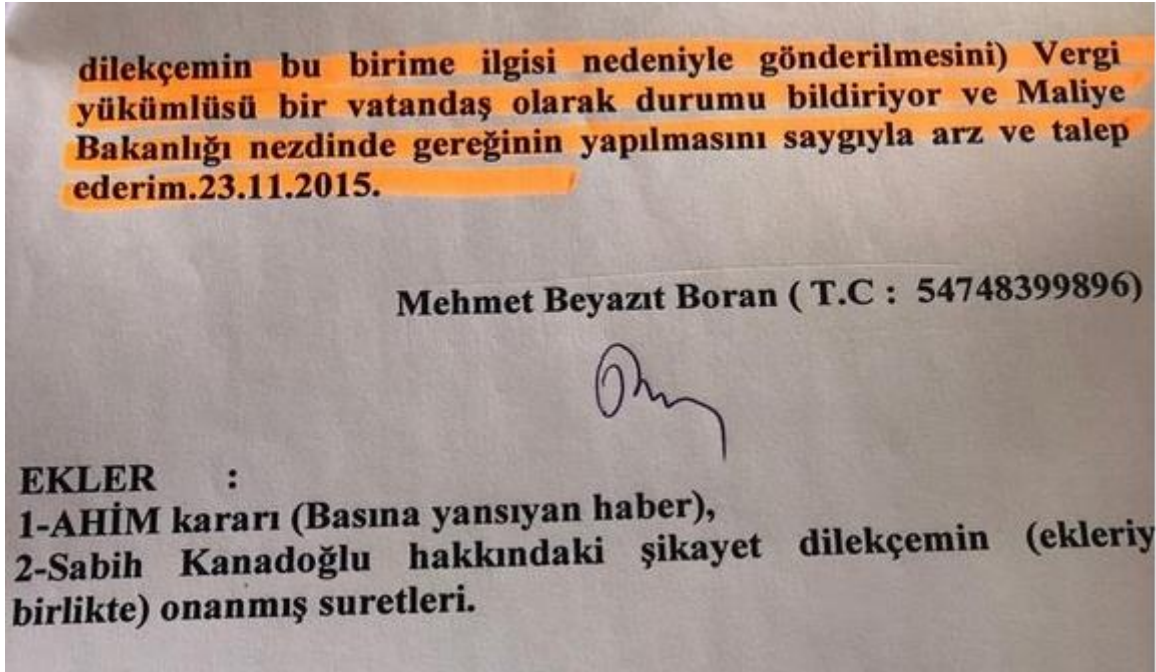 dilekçemin bu birime ilgisi nedeniyle gönderilmesini) Vergi
yükümlüsü bir vatandaş olarak durumu bildiriyor ve Maliye
Bakanlığı nezdinde gereğinin yapılmasını saygıyla arz ve talep
ederim.23.11.2015.
Mehmet Beyazıt Boran ( T.C : 54748399896)
EKLER :
1-AHİM kararı (Basına yansıyan haber),
2-Sabih Kanadoğlu hakkındaki şikayet dilekçemin (ekleriy
birlikte) onanmış suretleri.